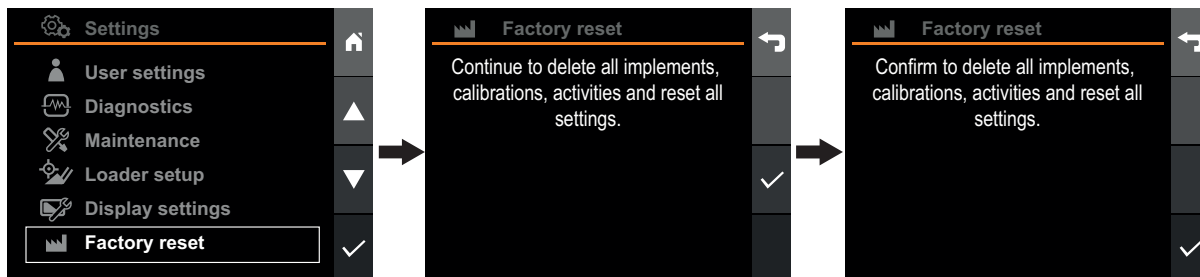 Settings
User settings
Diagnostics
Maintenance
Loader setup
Display settings
Factory reset
Factory reset
Continue to delete all implements,
calibrations, activities and reset all
settings.
Factory reset
Confirm to delete all implements,
calibrations, activities and reset all
settings.